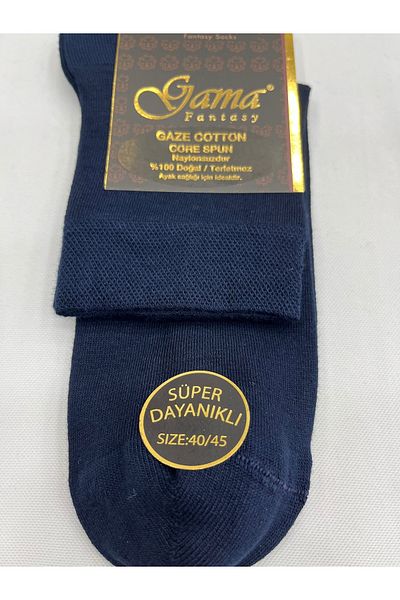 Fantasy Socks
Gama®
Fantasy
GAZE COTTON
CORE SPUN
Naylonsuzdur
%100 Doğal / Terletmez
Ayak sağlığı için idealdir.
SÜPER
DAYANIKLI
SIZE:40/45